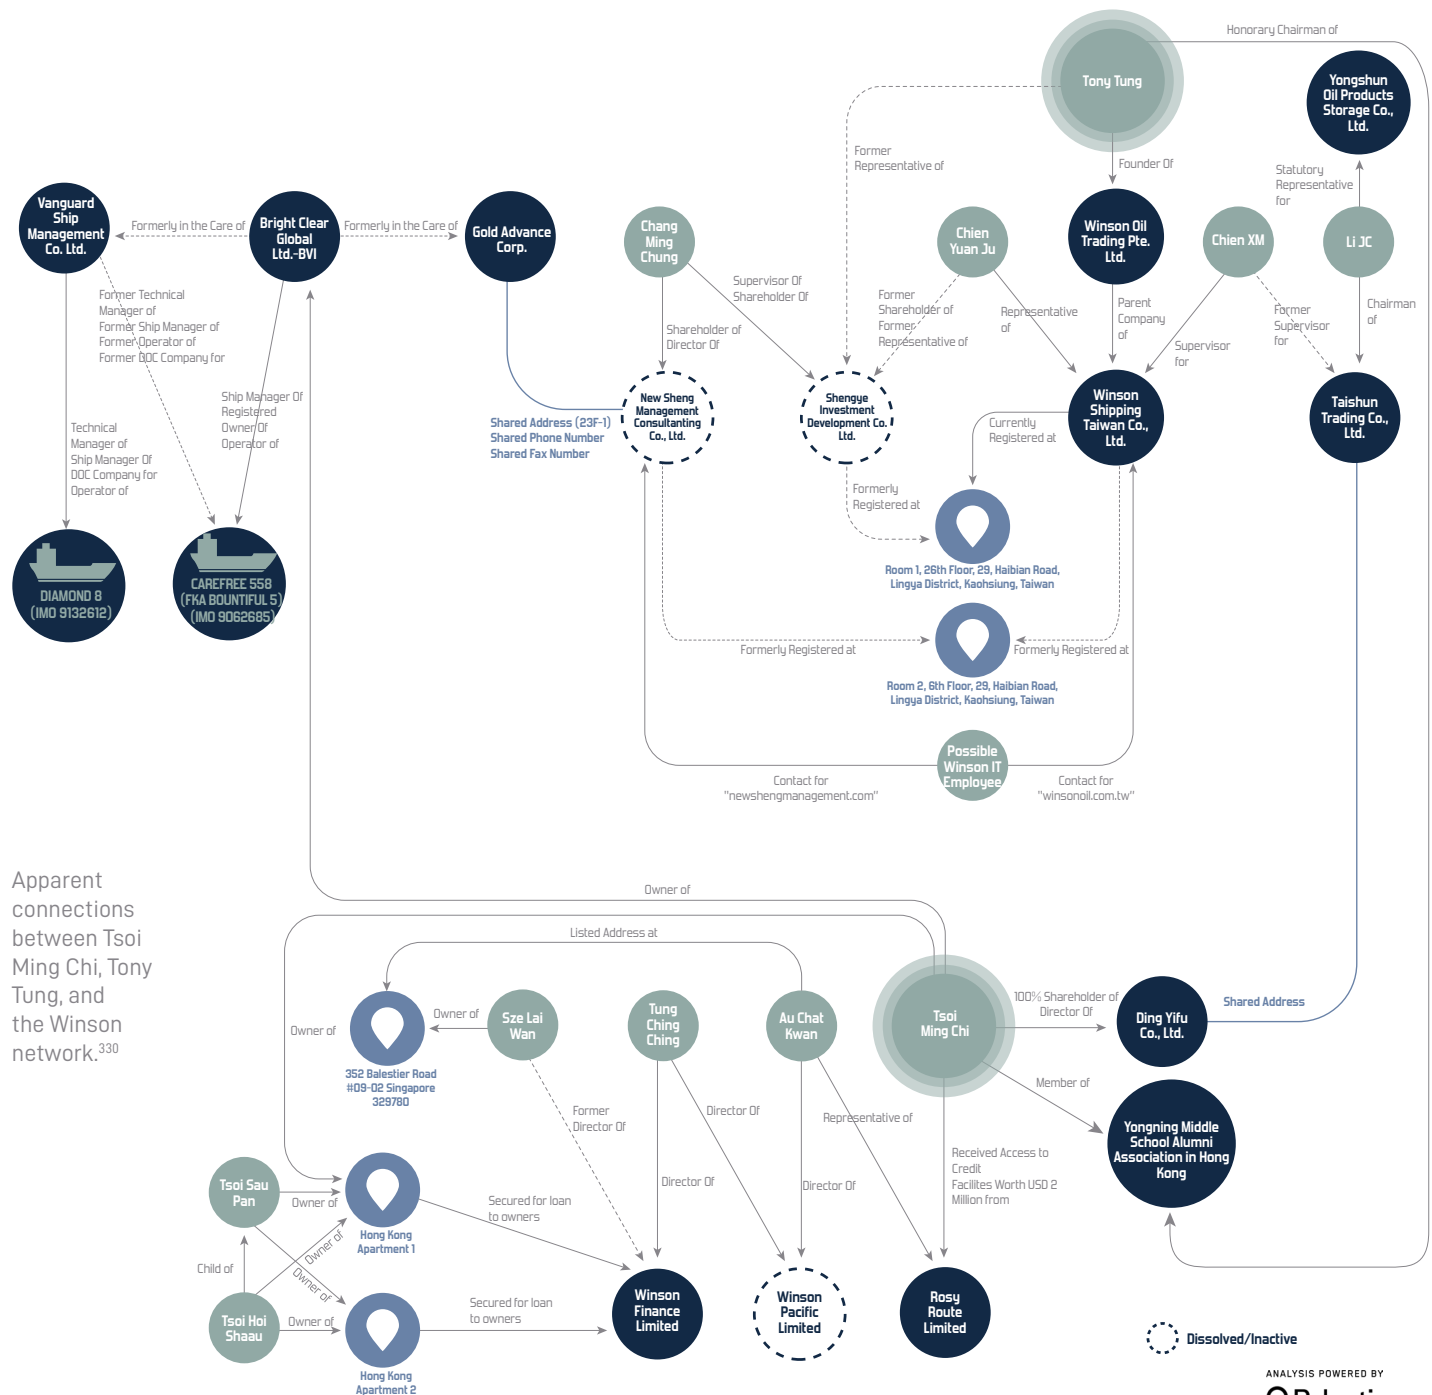 Honorary Chairman of
Tony Tung
Yongshun
Oil Products
Storage Co.,
Ltd.
Former
Representative of
Founder Of
Statutory
Representative
for
Vanguard
Ship
Management
Co. Ltd.
Formerly in the Care of
Bright Clear
Global
Ltd.-BVI
Formerly in the Care of
Gold Advance
Corp.
Chang
Ming
Chung
Chien
Yuan Ju
Winson Oil
Trading Pte.
Ltd.
Chien XM
Li JC
Former Technical
Manager of
Former Ship Manager of
Former Operator of
Former DOC Company for
Supervisor Of
Shareholder Of
Shareholder of
Director Of
Former
Shareholder of
Former
Representative of
Representative
of
Parent
Company
of
Supervisor
for
Former
Supervisor
for
Chairman
of
Ship Manager Of
Registered
Owner Of
Operator of
Technical
Manager of
Ship Manager Of
DOC Company for
Operator of
Shared Address (23F-1)
Shared Phone Number
Shared Fax Number
New Sheng
Management
Consultanting
Co., Ltd.
Shengye
Investment
Development Co.
Ltd.
Winson
Shipping
Taiwan Co.,
Ltd.
Taishun
Trading Co.,
Ltd.
Currently
Registered at
Formerly
Registered at
DIAMOND 8
(IMO 9132612)
CAREFREE 558
(FKA BOUNTIFUL 5)
(IMO 9062685)
Room 1, 26th Floor, 29, Haibian Road,
Lingya District, Kaohsiung, Taiwan
Formerly Registered at
Formerly Registered at
Room 2, 6th Floor, 29, Haibian Road,
Lingya District, Kaohsiung, Taiwan
Possible
Winson IT
Employee
Contact for
"newshengmanagement.com"
Contact for
"winsonoil.com.tw"
Apparent
connections
between Tsoi
Ming Chi, Tony
Tung, and
the Winson
network.330
Owner of
Listed Address at
Owner of
Owner of
Sze Lai
Wan
Tung
Ching
Ching
Au Chat
Kwan
Tsoi
Ming Chi
100% Shareholder of
Director Of
Ding Yifu
Co., Ltd.
Shared Address
352 Balestier Road
#09-02 Singapore
329780
Former
Director Of
Director Of
Representative of
Member of
Yongning Middle
School Alumni
Association in Hong
Kong
Received Access to
Credit
Facilites Worth USD 2
Million from
Director Of
Director Of
Tsoi Sau
Pan
Owner of
Hong Kong
Apartment 1
Secured for loan
to owners
Child of
Owner of
Owner of
Tsoi Hoi
Shaau
Owner of
Hong Kong
Apartment 2
Secured for loan
to owners
Winson
Finance
Limited
Winson
Pacific
Limited
Rosy
Route
Limited
Dissolved/Inactive
ANALYSIS POWERED BY